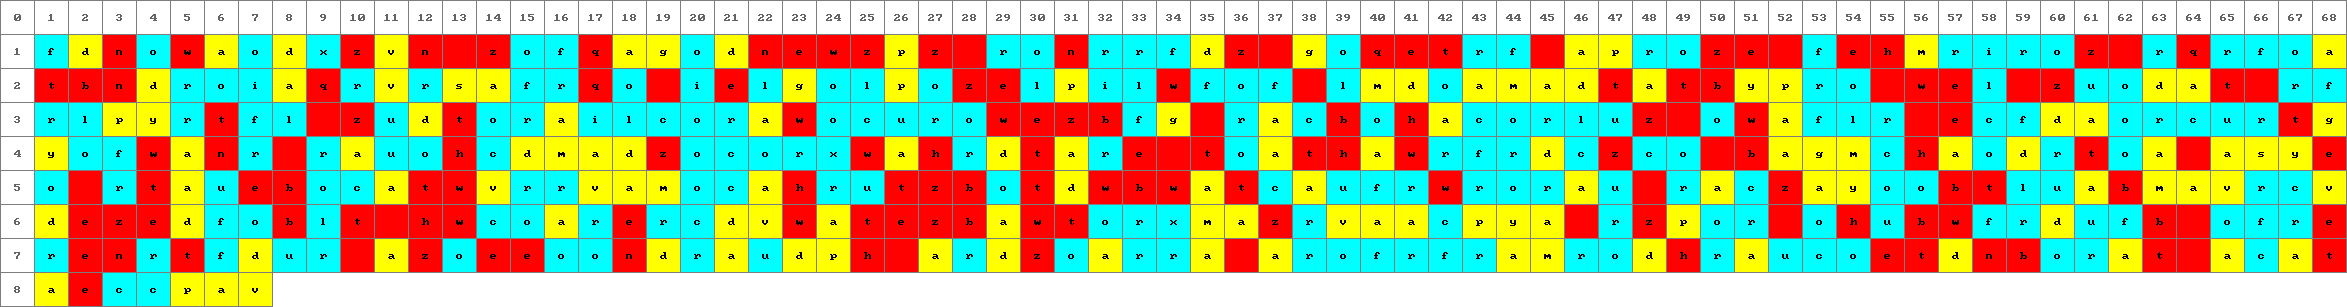 0 1 2 3 4 5 6 7 8 9 10 11 12 13 14 15 16 17 18 19 20 21 22 23 24 25 26 27 28 29 30 31 32 33 34 35 36 37 38 39 40 41 42 43 44 45 46 47 48 49 50 51 52 53 54 55 56 57 58 59 60 61 62 63 64 65 66 67 68
1 f d n o w a o d x z v n z o f q a g o d n e w z p z r o n r r f d z g o q e t r f a p r o z e f e h m r i r o z r q r f o a
2 t b n d r o i a q r v r s a f r q o i e l g o l p o z e l p i l w f o f l m d o a m a d t a t b y p r o w e l z u o d a t r f
3 r l p y r t f l z u d t o r a i l c o r a w o c u r o w e z b f g r a c b o h a c o r l u z o w a f l r e c f d a o r c u r t g
4 y o f w a n r r a u o h c d m a d z o c o r x w a h r d t a r e t o a t h a w r f r d c z c o b a g m c h a o d r t o a a s y e
5 o r t a u e b o c a t w v r r v a m o c a h r u t z b o t d w b w a t c a u f r w r o r a u r a c z a y o o b t l u a b m a v r c v
6 d e z e d f o b l t h w c o a r e r c d v w a t e z b a w t o r x m a z r v a a c p y a r z p o r o h u b w f r d u f b o f r e
7 r e n r t f d u r a z o e e o o n d r a u d p h a r d z o a r r a a r o f r f r a m r o d h r a u c o e t d n b o r a t a c a t
8 a e c c p a v